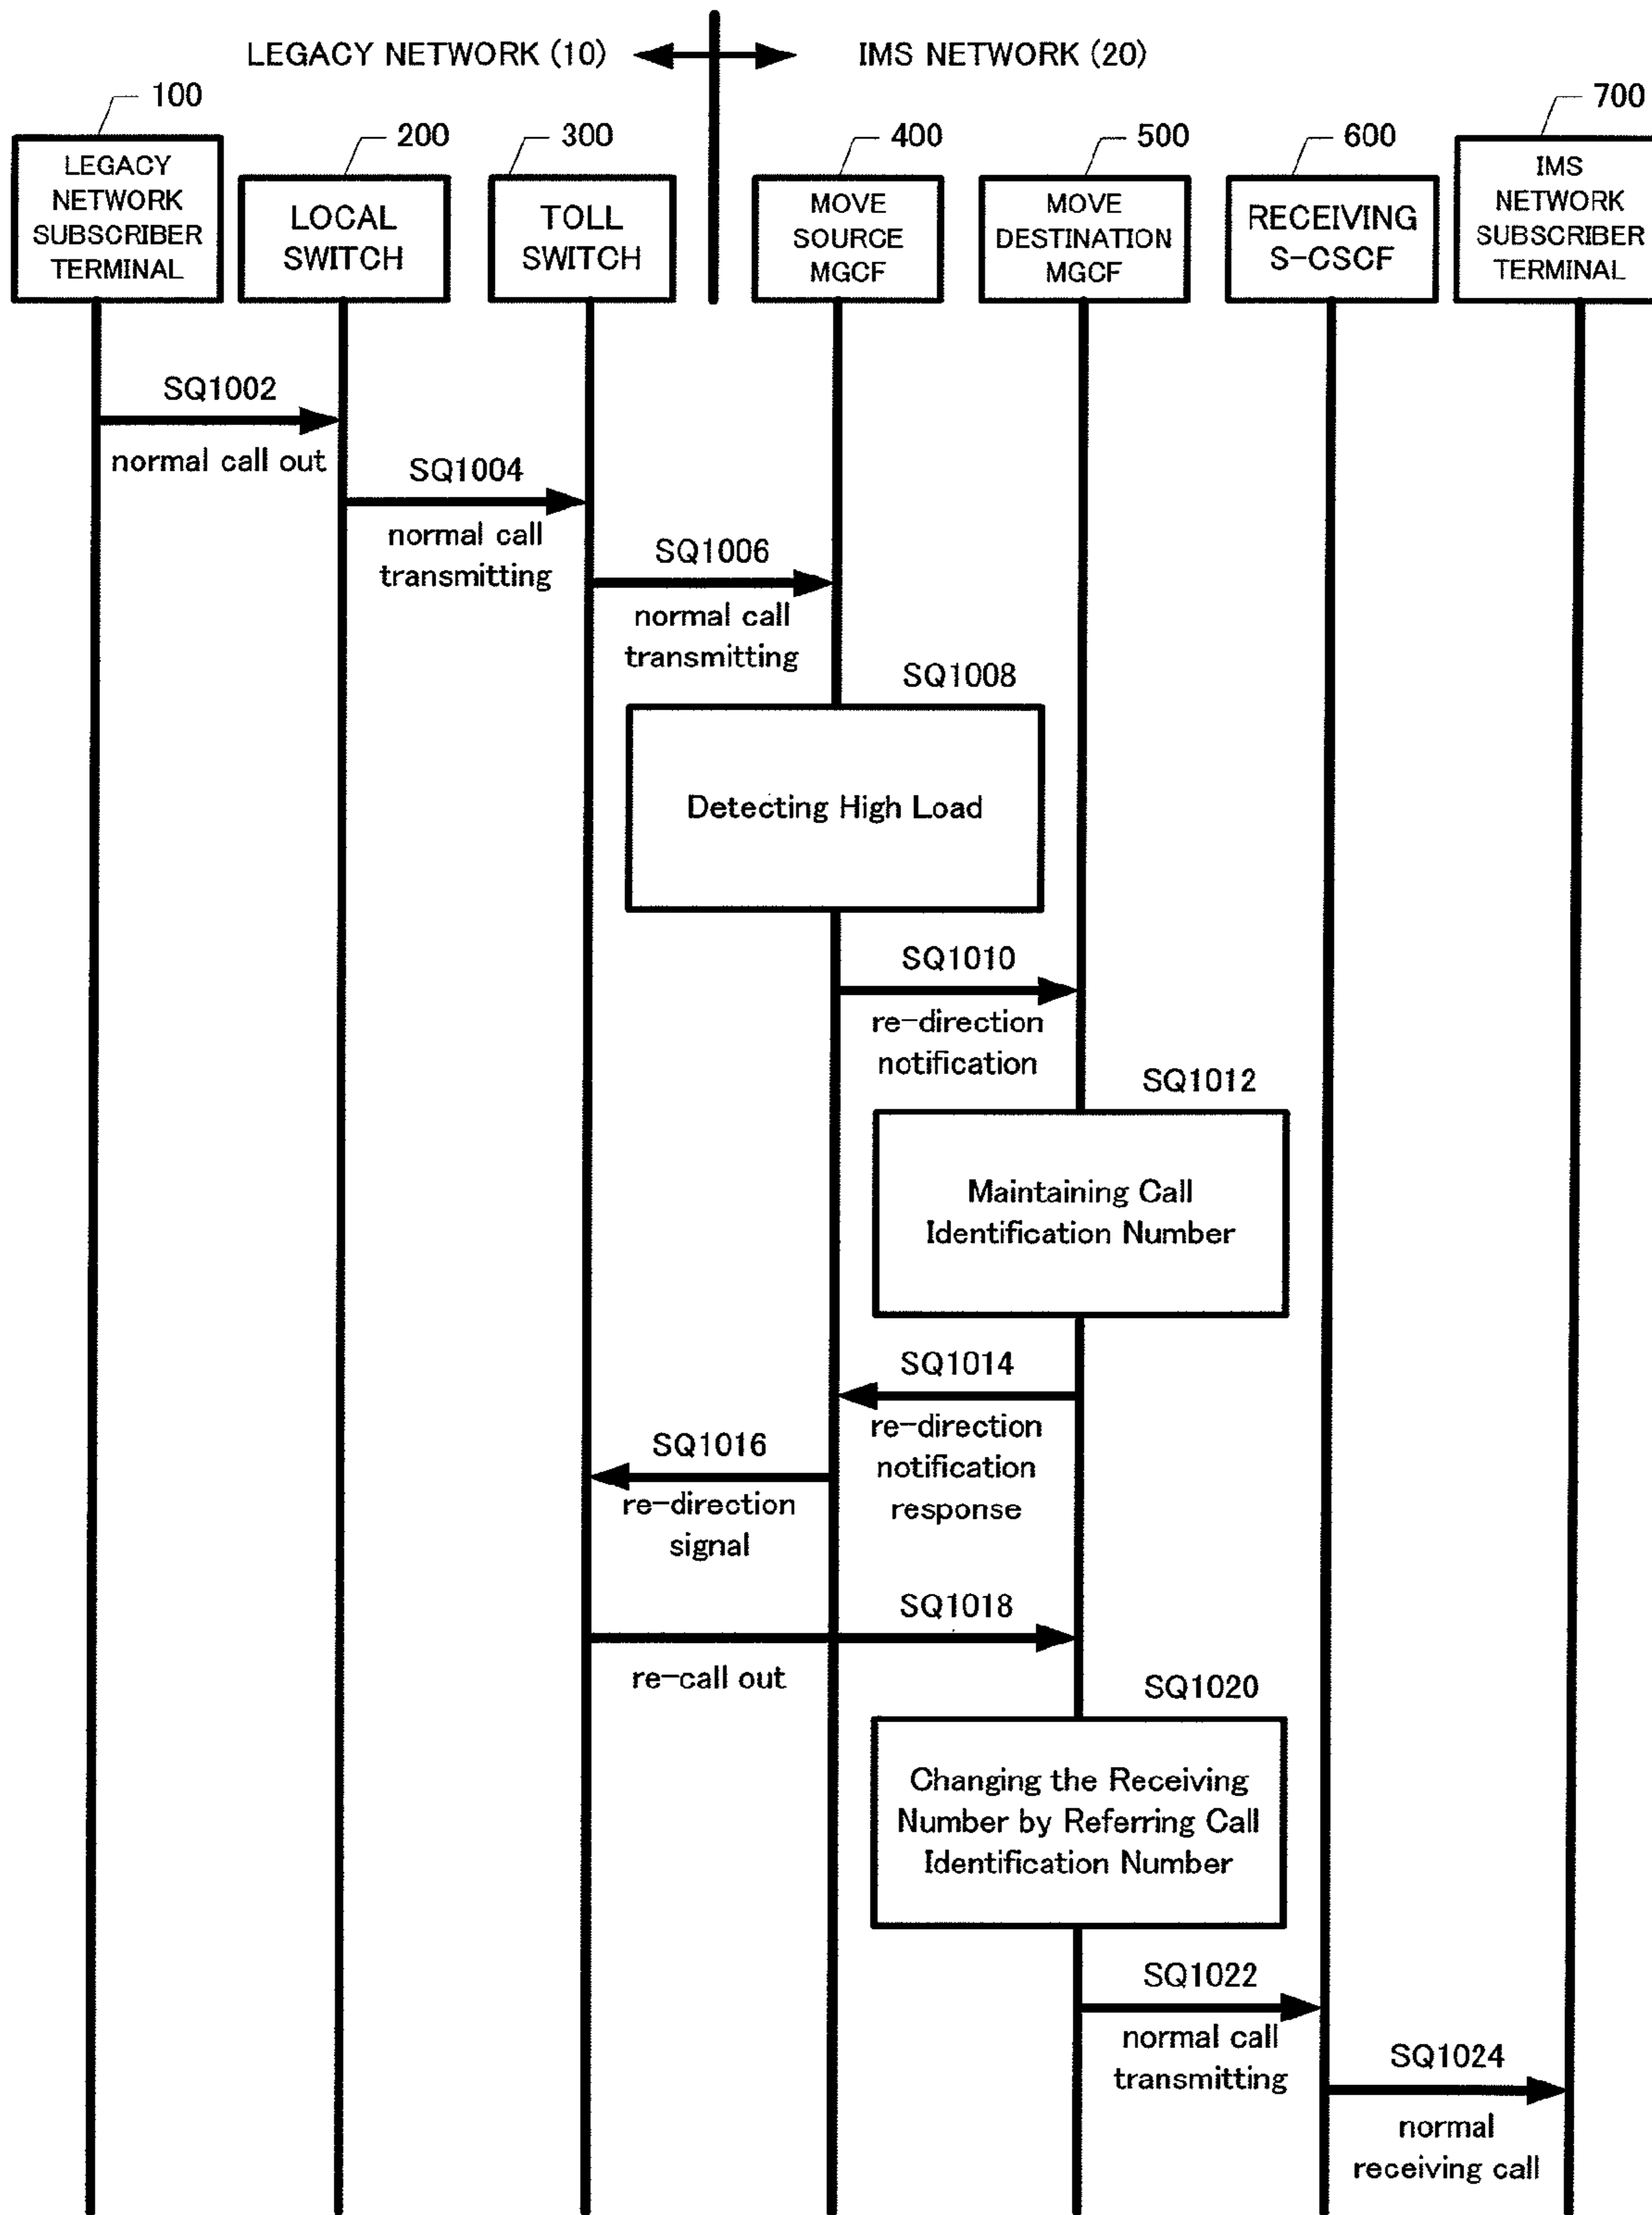 LEGACY NETWORK (10)
IMS NETWORK (20)
100
200
300
400
500
600
700
LEGACY
NETWORK
SUBSCRIBER
TERMINAL
LOCAL
SWITCH
TOLL
SWITCH
MOVE
SOURCE
MGCF
MOVE
DESTINATION
MGCF
RECEIVING
S-CSCF
IMS
NETWORK
SUBSCRIBER
TERMINAL
SQ1002
normal call out
SQ1004
normal call
transmitting
SQ1006
normal call
transmitting
SQ1008
Detecting High Load
SQ1010
re-direction
notification
SQ1012
Maintaining Call
Identification Number
SQ1014
re-direction
notification
response
SQ1016
re-direction
signal
SQ1018
re-call out
SQ1020
Changing the Receiving
Number by Referring Call
Identification Number
SQ1022
normal call
transmitting
SQ1024
normal
receiving call